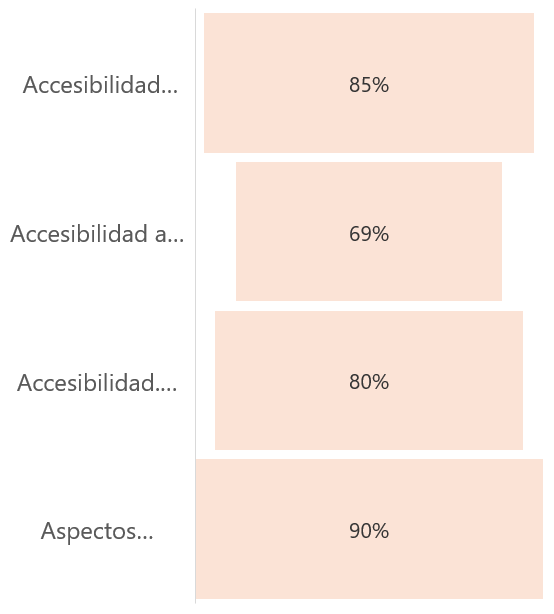 Accesibilidad...
85%
Accesibilidad a...
69%
Accesibilidad....
80%
Aspectos...
90%